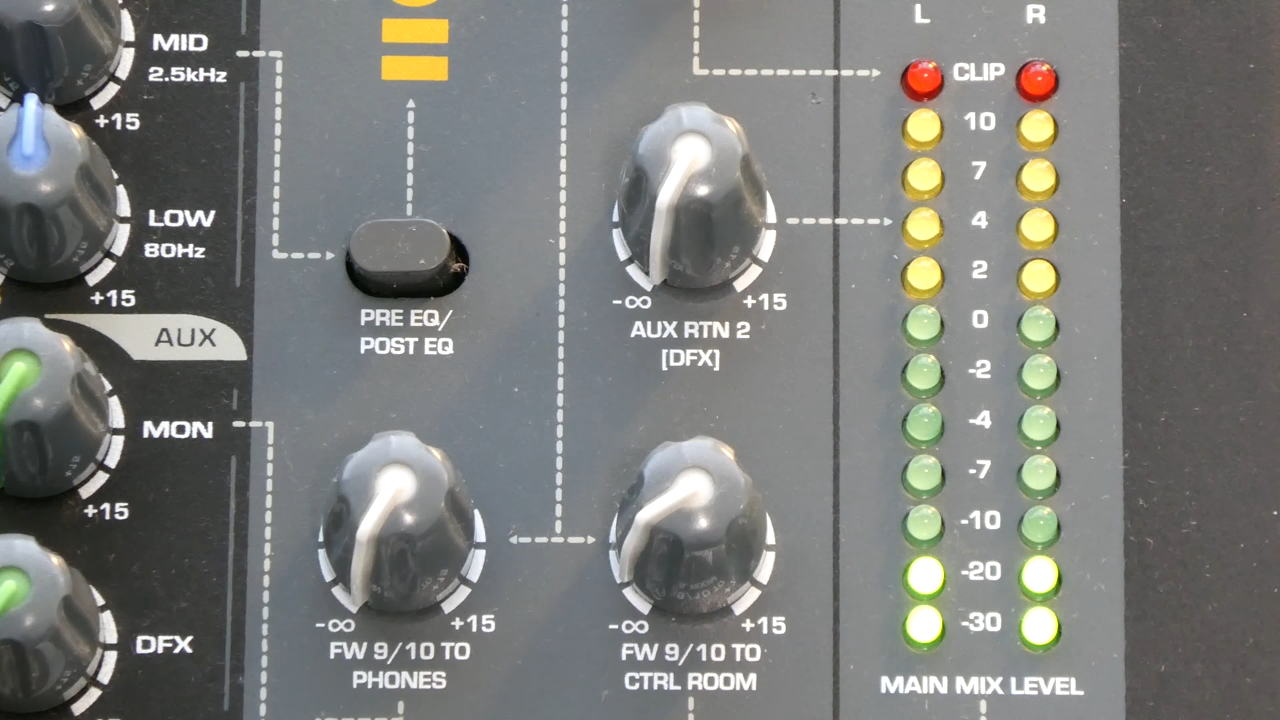 MID
2.5kHz
+15
LOW
80Hz
+15
AUX
MON
+15
DFX
PRE EQ/
POST EQ
-∞ +15
AUX RTN 2
[DFX]
-∞ +15
FW 9/10 TO
PHONES
-∞ +15
FW 9/10 TO
CTRL ROOM
L R
CLIP
10
7
4
2
0
-2
-4
-7
-10
-20
-30
MAIN MIX LEVEL